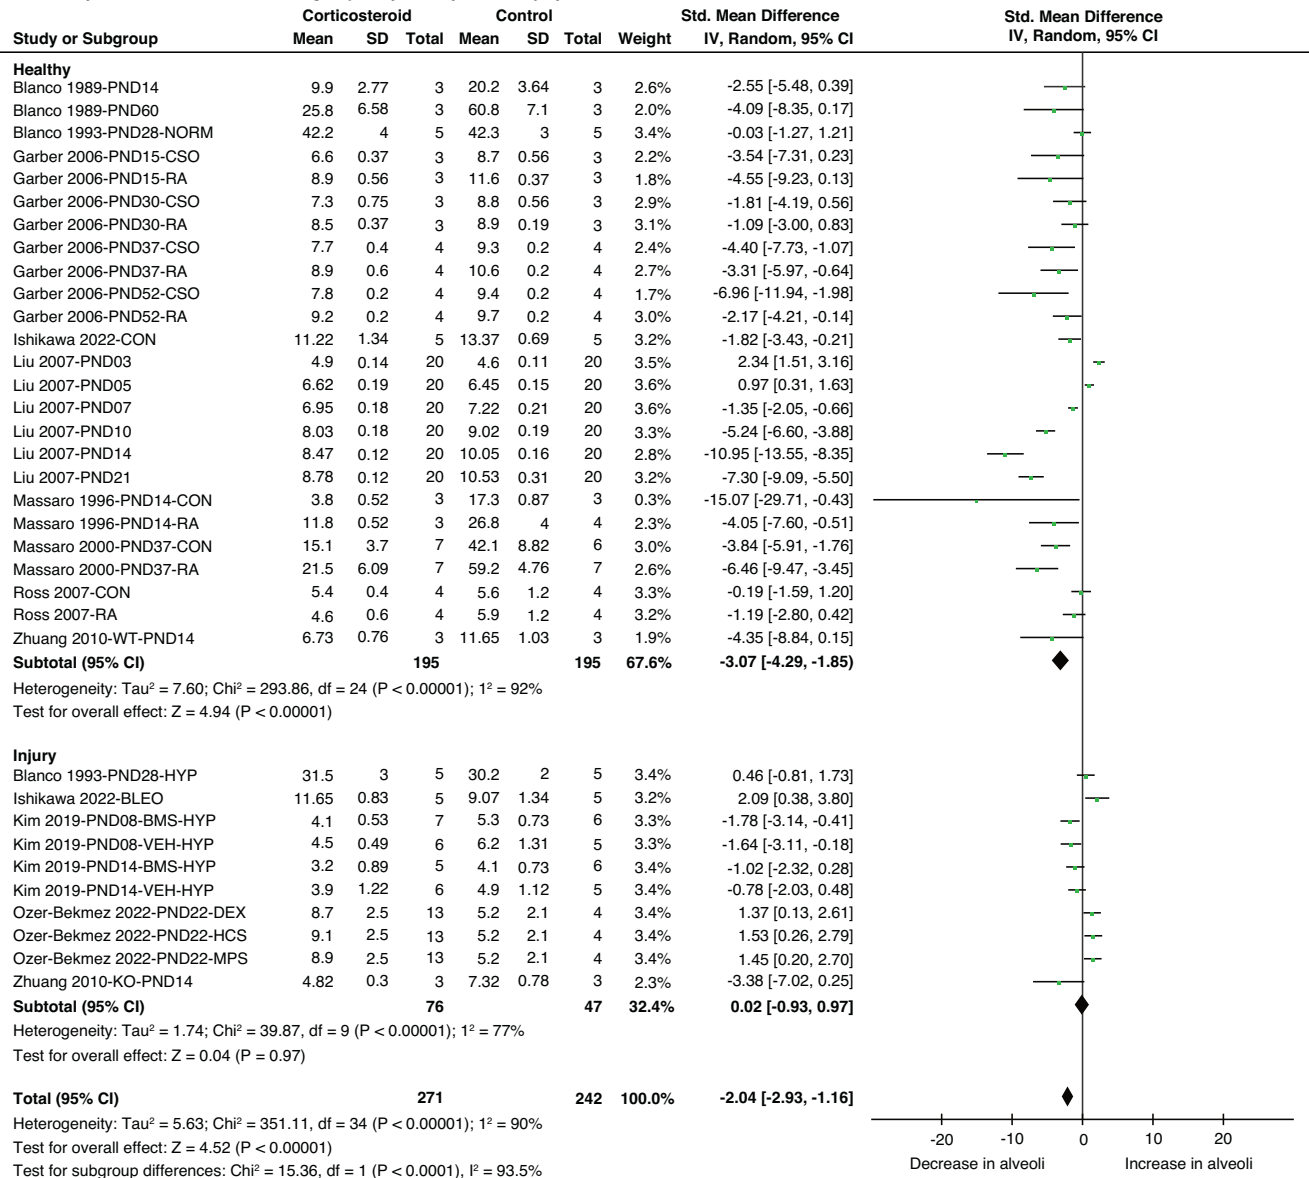 Corticosteroid Control Std. Mean Difference Std. Mean Difference
Study or Subgroup Mean SD Total Mean SD Total Weight IV, Random, 95% CI IV, Random, 95% CI
Healthy
Blanco 1989-PND14 9.9 2.77 3 20.2 3.64 3 2.6% -2.55 [-5.48, 0.39]
Blanco 1989-PND60 25.8 6.58 3 60.8 7.1 3 2.0% -4.09 [-8.35, 0.17]
Blanco 1993-PND28-NORM 42.2 4 5 42.3 3 5 3.4% -0.03 [-1.27, 1.21]
Garber 2006-PND15-CSO 6.6 0.37 3 8.7 0.56 3 2.2% -3.54 [-7.31, 0.23]
Garber 2006-PND15-RA 8.9 0.56 3 11.6 0.37 3 1.8% -4.55 [-9.23, 0.13]
Garber 2006-PND30-CSO 7.3 0.75 3 8.8 0.56 3 2.9% -1.81 [-4.19, 0.56]
Garber 2006-PND30-RA 8.5 0.37 3 8.9 0.19 3 3.1% -1.09 [-3.00, 0.83]
Garber 2006-PND37-CSO 7.7 0.4 4 9.3 0.2 4 2.4% -4.40 [-7.73, -1.07]
Garber 2006-PND37-RA 8.9 0.6 4 10.6 0.2 4 2.7% -3.31 [-5.97, -0.64]
Garber 2006-PND52-CSO 7.8 0.2 4 9.4 0.2 4 1.7% -6.96 [-11.94, -1.98]
Garber 2006-PND52-RA 9.2 0.2 4 9.7 0.2 4 3.0% -2.17 [-4.21, -0.14]
Ishikawa 2022-CON 11.22 1.34 5 13.37 0.69 5 3.2% -1.82 [-3.43, -0.21]
Liu 2007-PND03 4.9 0.14 20 4.6 0.11 20 3.5% 2.34 [1.51, 3.16]
Liu 2007-PND05 6.62 0.19 20 6.45 0.15 20 3.6% 0.97 [0.31, 1.63]
Liu 2007-PND07 6.95 0.18 20 7.22 0.21 20 3.6% -1.35 [-2.05, -0.66]
Liu 2007-PND10 8.03 0.18 20 9.02 0.19 20 3.3% -5.24 [-6.60, -3.88]
Liu 2007-PND14 8.47 0.12 20 10.05 0.16 20 2.8% -10.95 [-13.55, -8.35]
Liu 2007-PND21 8.78 0.12 20 10.53 0.31 20 3.2% -7.30 [-9.09, -5.50]
Massaro 1996-PND14-CON 3.8 0.52 3 17.3 0.87 3 0.3% -15.07 [-29.71, -0.43]
Massaro 1996-PND14-RA 11.8 0.52 3 26.8 4 4 2.3% -4.05 [-7.60, -0.51]
Massaro 2000-PND37-CON 15.1 3.7 7 42.1 8.82 6 3.0% -3.84 [-5.91, -1.76]
Massaro 2000-PND37-RA 21.5 6.09 7 59.2 4.76 7 2.6% -6.46 [-9.47, -3.45]
Ross 2007-CON 5.4 0.4 4 5.6 1.2 4 3.3% -0.19 [-1.59, 1.20]
Ross 2007-RA 4.6 0.6 4 5.9 1.2 4 3.2% -1.19 [-2.80, 0.42]
Zhuang 2010-WT-PND14 6.73 0.76 3 11.65 1.03 3 1.9% -4.35 [-8.84, 0.15]
Subtotal (95% CI) 195 195 67.6% -3.07 [-4.29, -1.85)
Heterogeneity: Tau² = 7.60; Chi² = 293.86, df = 24 (P < 0.00001); 1² = 92%
Test for overall effect: Z = 4.94 (P < 0.00001)
Injury
Blanco 1993-PND28-HYP 31.5 3 5 30.2 2 5 3.4% 0.46 [-0.81, 1.73]
Ishikawa 2022-BLEO 11.65 0.83 5 9.07 1.34 5 3.2% 2.09 [0.38, 3.80]
Kim 2019-PND08-BMS-HYP 4.1 0.53 7 5.3 0.73 6 3.3% -1.78 [-3.14, -0.41]
Kim 2019-PND08-VEH-HYP 4.5 0.49 6 6.2 1.31 5 3.3% -1.64 [-3.11, -0.18]
Kim 2019-PND14-BMS-HYP 3.2 0.89 5 4.1 0.73 6 3.4% -1.02 [-2.32, 0.28]
Kim 2019-PND14-VEH-HYP 3.9 1.22 6 4.9 1.12 5 3.4% -0.78 [-2.03, 0.48]
Ozer-Bekmez 2022-PND22-DEX 8.7 2.5 13 5.2 2.1 4 3.4% 1.37 [0.13, 2.61]
Ozer-Bekmez 2022-PND22-HCS 9.1 2.5 13 5.2 2.1 4 3.4% 1.53 [0.26, 2.79]
Ozer-Bekmez 2022-PND22-MPS 8.9 2.5 13 5.2 2.1 4 3.4% 1.45 [0.20, 2.70]
Zhuang 2010-KO-PND14 4.82 0.3 3 7.32 0.78 3 2.3% -3.38 [-7.02, 0.25]
Subtotal (95% CI) 76 47 32.4% 0.02 [-0.93, 0.97]
Heterogeneity: Tau² = 1.74; Chi² = 39.87, df = 9 (P < 0.00001); 1² = 77%
Test for overall effect: Z = 0.04 (P = 0.97)
Total (95% CI) 271 242 100.0% -2.04 [-2.93, -1.16]
Heterogeneity: Tau² = 5.63; Chi² = 351.11, df = 34 (P < 0.00001); 1² = 90%
Test for overall effect: Z = 4.52 (P < 0.00001)
Test for subgroup differences: Chi² = 15.36, df = 1 (P < 0.0001), I² = 93.5%
-20 -10 0 10 20
Decrease in alveoli Increase in alveoli